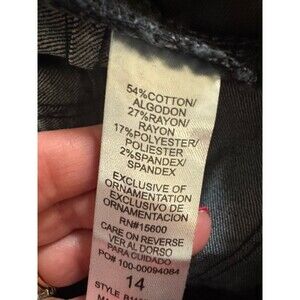 54%COTTON/
ALGODON
27%RAYON/
RAYON
17%POLYESTER/
POLIESTER
2%SPANDEX/
SPANDEX
EXCLUSIVE OF
ORNAMENTATION
EXCLUSIVO DE
ORNAMENTACION
RN#15600
CARE ON REVERSE
VER AL DORSO
PARA CUIDADO
PO# 100-00094084
14
STYLE